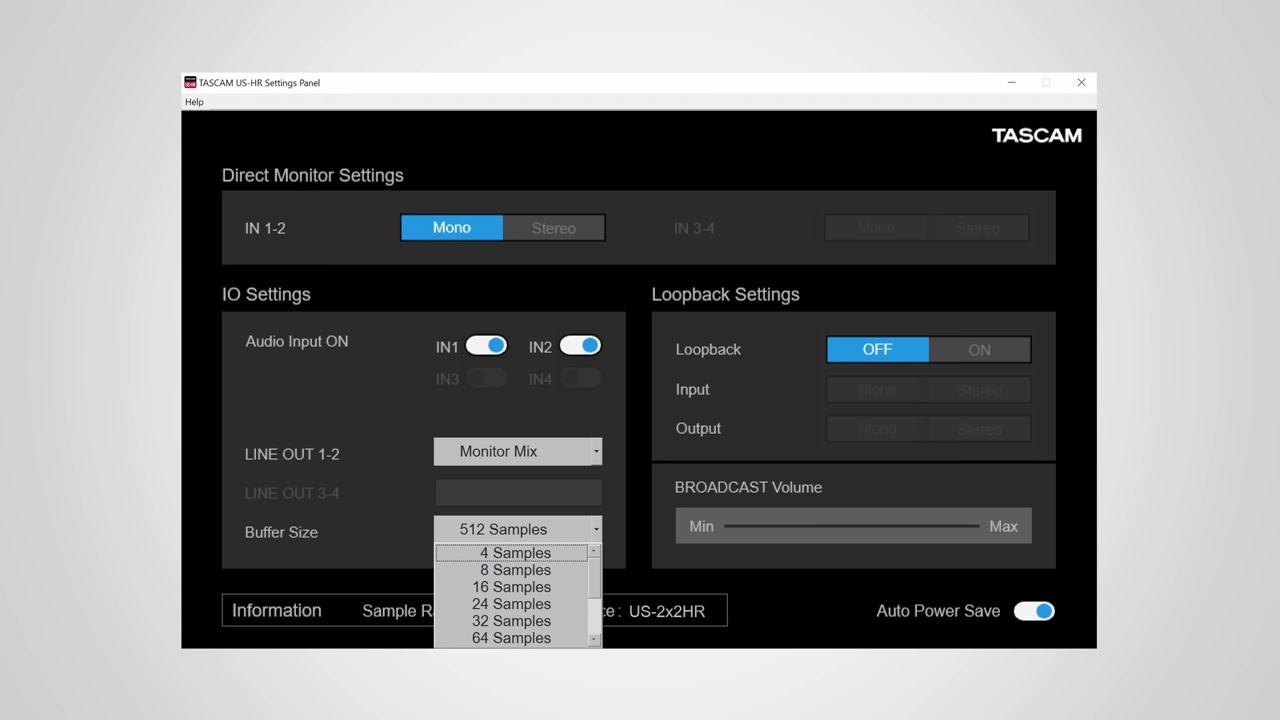 TASCAM US-HR Settings Panel
Help
TASCAM
Direct Monitor Settings
IN 1-2 Mono Stereo IN 3-4 Mono Stereo
IO Settings
Audio Input ON IN1 IN2
IN3 IN4
LINE OUT 1-2 Monitor Mix
LINE OUT 3-4
Buffer Size 512 Samples
4 Samples
8 Samples
16 Samples
24 Samples
32 Samples
64 Samples
Loopback Settings
Loopback OFF ON
Input Mono Stereo
Output Mono Stereo
BROADCAST Volume
Min Max
Information Sample R ce : US-2x2HR
Auto Power Save